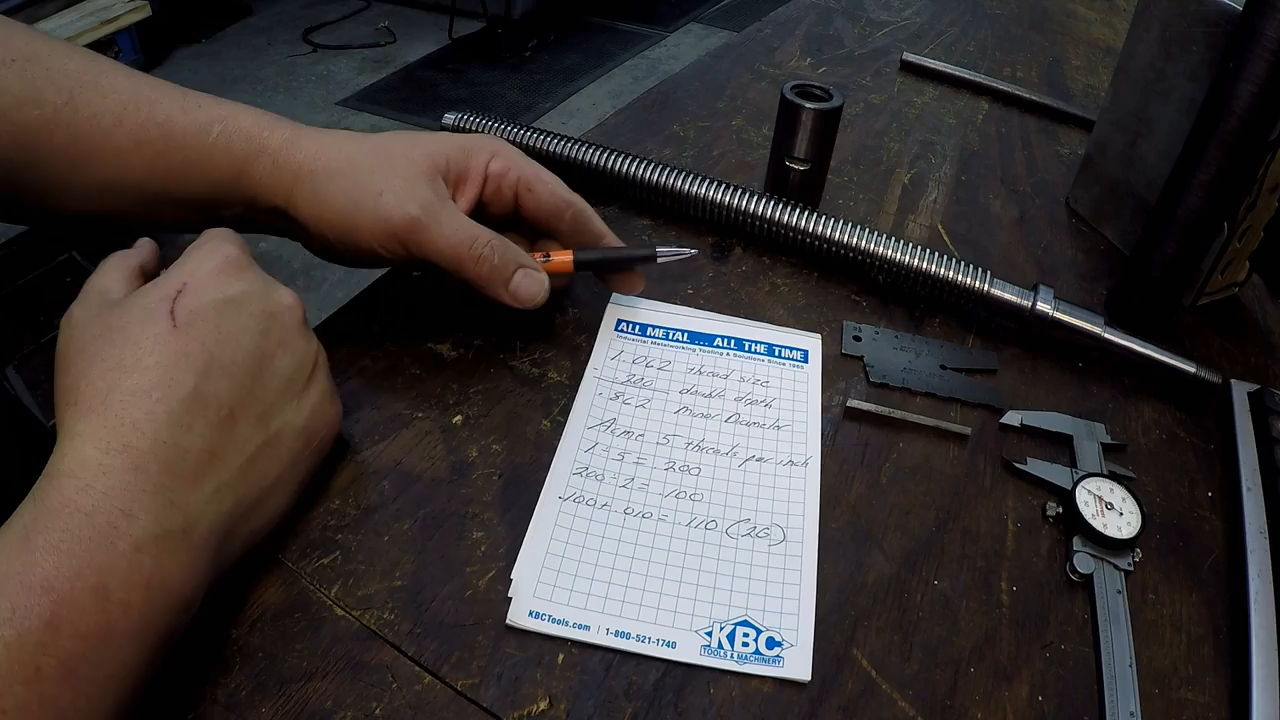 ALL METAL ... ALL THE TIME
Industrial Metalworking Tooling & Solutions Since 1965
1.062 thread size
.200 double depth
.862 minor Diameter
Acme 5 threads per inch
1÷5= .200
.200÷2= .100
.100+.010= .110 (2G)
KBCTools.com | 1-800-521-1740
KBC
TOOLS & MACHINERY